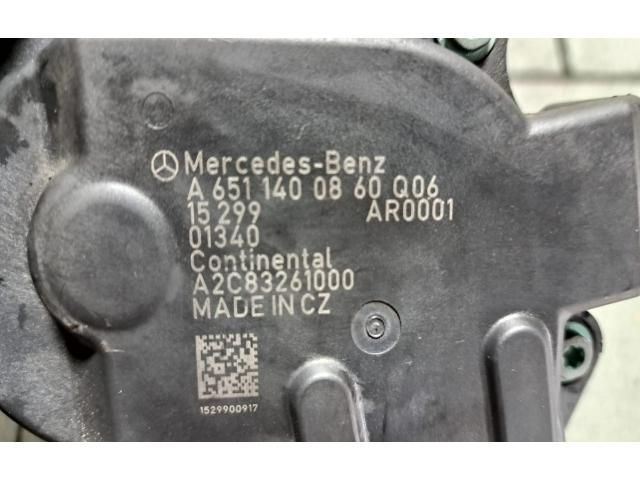 Mercedes-Benz
A 651 140 08 60 Q06
15 299 AR0001
01340
Continental
A2C83261000
MADE IN CZ
1529900917